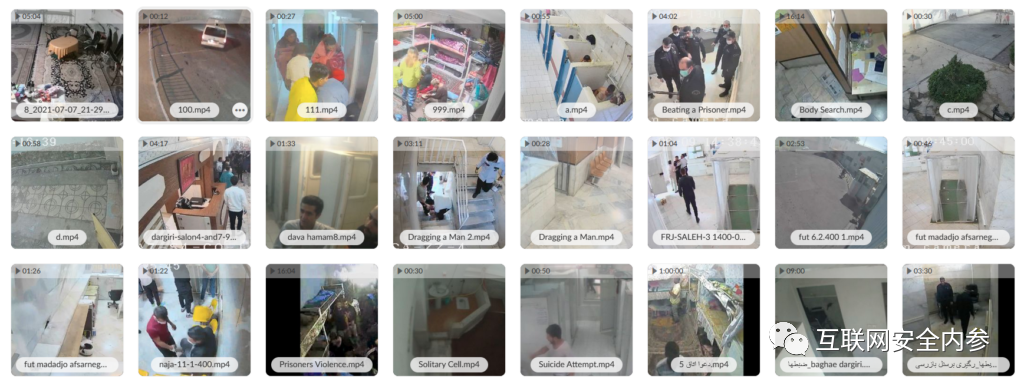 05:04
00:12
00:27
05:00
00:55
04:02
16:14
00:30
8_2021-07-07_21-29...
100.mp4
111.mp4
999.mp4
a.mp4
Beating a Prisoner.mp4
Body Search.mp4
c.mp4
00:58
04:17
01:33
03:11
00:28
01:04
02:53
00:46
d.mp4
dargiri-salon4-and7-9...
dava hamam8.mp4
Dragging a Man 2.mp4
Dragging a Man.mp4
FRJ-SALEH-3 1400-0...
fut 6.2.400 1.mp4
fut madadjo afsarneg...
01:26
01:22
16:04
00:30
00:50
1:00:00
09:00
03:30
fut madadjo afsarneg...
naja-11-1-400.mp4
Prisoners Violence.mp4
Solitary Cell.mp4
Suicide Attempt.mp4
5 .mp4
_baghae dargiri....
互联网安全内参